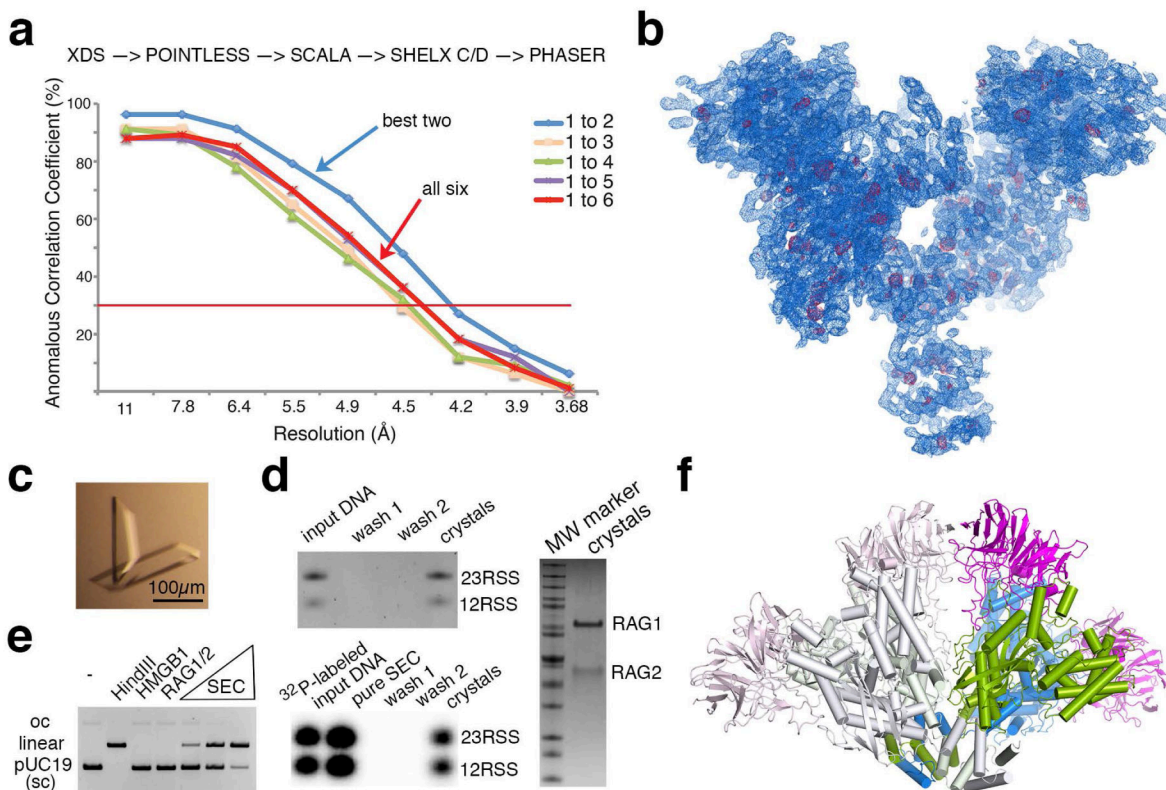 a
XDS —> POINTLESS —> SCALA —> SHELX C/D —> PHASER
Anomalous Correlation Coefficient (%)
100
80
60
40
20
best two
all six
1 to 2
1 to 3
1 to 4
1 to 5
1 to 6
11 7.8 6.4 5.5 4.9 4.5 4.2 3.9 3.68
Resolution (Å)
b
c
100µm
d
input DNA wash 1 wash 2 crystals
23RSS
12RSS
32P-labeled
input DNA pure SEC wash 1 wash 2 crystals
23RSS
12RSS
MW marker crystals
RAG1
RAG2
e
- HindIII HMGB1 RAG1/2 SEC
oc
linear
pUC19
(sc)
f